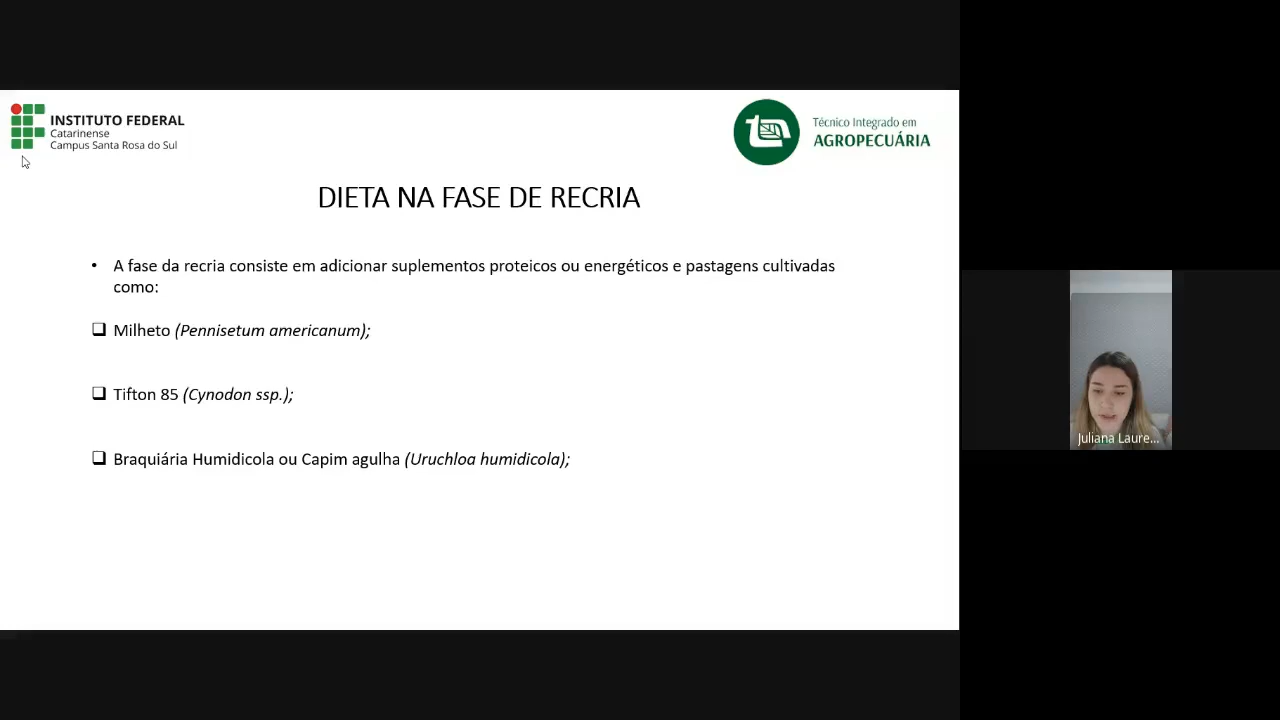 INSTITUTO FEDERAL
Catarinense
Campus Santa Rosa do Sul
Técnico Integrado em
AGROPECUÁRIA
DIETA NA FASE DE RECRIA
• A fase da recria consiste em adicionar suplementos proteicos ou energéticos e pastagens cultivadas
como:
❑ Milheto (Pennisetum americanum);
❑ Tifton 85 (Cynodon ssp.);
❑ Braquiária Humidicola ou Capim agulha (Uruchloa humidicola);
Juliana Laure...